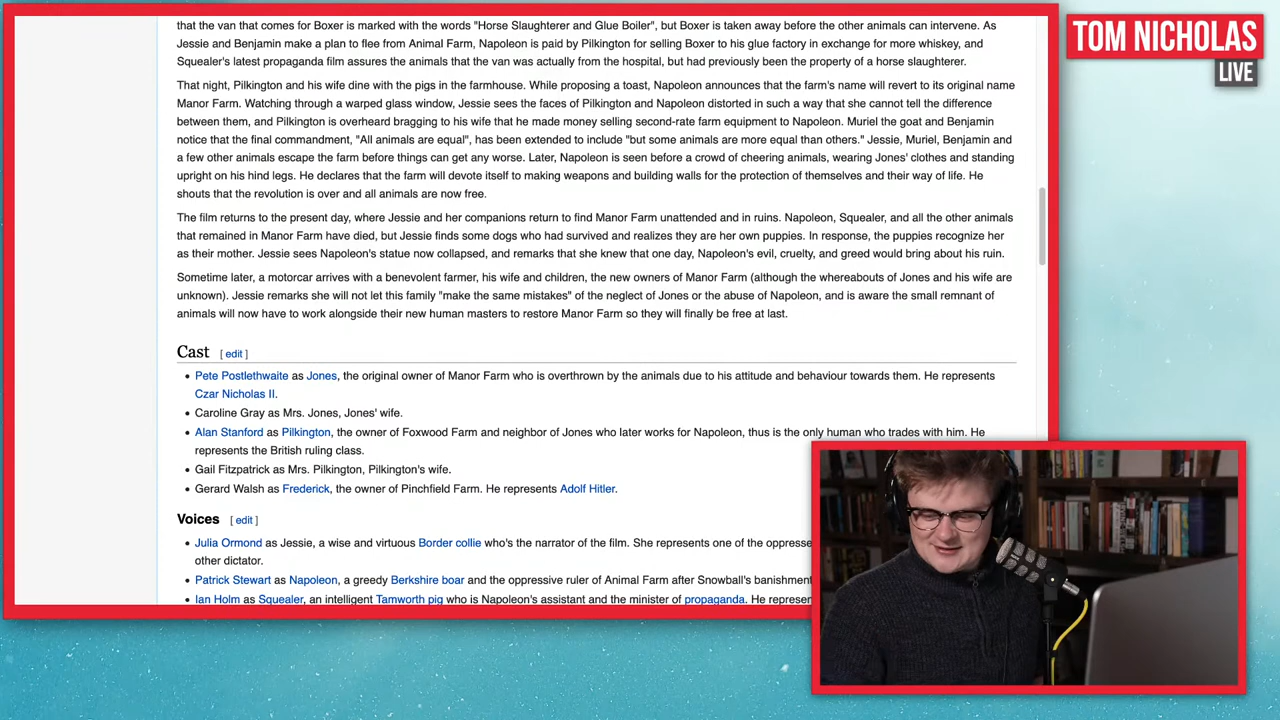 that the van that comes for Boxer is marked with the words "Horse Slaughterer and Glue Boiler", but Boxer is taken away before the other animals can intervene. As
Jessie and Benjamin make a plan to flee from Animal Farm, Napoleon is paid by Pilkington for selling Boxer to his glue factory in exchange for more whiskey, and
Squealer's latest propaganda film assures the animals that the van was actually from the hospital, but had previously been the property of a horse slaughterer.
That night, Pilkington and his wife dine with the pigs in the farmhouse. While proposing a toast, Napoleon announces that the farm's name will revert to its original name
Manor Farm. Watching through a warped glass window, Jessie sees the faces of Pilkington and Napoleon distorted in such a way that she cannot tell the difference
between them, and Pilkington is overheard bragging to his wife that he made money selling second-rate farm equipment to Napoleon. Muriel the goat and Benjamin
notice that the final commandment, "All animals are equal", has been extended to include "but some animals are more equal than others." Jessie, Muriel, Benjamin and
a few other animals escape the farm before things can get any worse. Later, Napoleon is seen before a crowd of cheering animals, wearing Jones' clothes and standing
upright on his hind legs. He declares that the farm will devote itself to making weapons and building walls for the protection of themselves and their way of life. He
shouts that the revolution is over and all animals are now free.
The film returns to the present day, where Jessie and her companions return to find Manor Farm unattended and in ruins. Napoleon, Squealer, and all the other animals
that remained in Manor Farm have died, but Jessie finds some dogs who had survived and realizes they are her own puppies. In response, the puppies recognize her
as their mother. Jessie sees Napoleon's statue now collapsed, and remarks that she knew that one day, Napoleon's evil, cruelty, and greed would bring about his ruin.
Sometime later, a motorcar arrives with a benevolent farmer, his wife and children, the new owners of Manor Farm (although the whereabouts of Jones and his wife are
unknown). Jessie remarks she will not let this family "make the same mistakes" of the neglect of Jones or the abuse of Napoleon, and is aware the small remnant of
animals will now have to work alongside their new human masters to restore Manor Farm so they will finally be free at last.
Cast [ edit ]
• Pete Postlethwaite as Jones, the original owner of Manor Farm who is overthrown by the animals due to his attitude and behaviour towards them. He represents
Czar Nicholas II.
• Caroline Gray as Mrs. Jones, Jones' wife.
• Alan Stanford as Pilkington, the owner of Foxwood Farm and neighbor of Jones who later works for Napoleon, thus is the only human who trades with him. He
represents the British ruling class.
• Gail Fitzpatrick as Mrs. Pilkington, Pilkington's wife.
• Gerard Walsh as Frederick, the owner of Pinchfield Farm. He represents Adolf Hitler.
Voices [ edit ]
• Julia Ormond as Jessie, a wise and virtuous Border collie who's the narrator of the film. She represents one of the
other dictator.
• Patrick Stewart as Napoleon, a greedy Berkshire boar and the oppressive ruler of Animal Farm after Snowball's banishment
• Ian Holm as Squealer, an intelligent Tamworth pig who is Napoleon's assistant and the minister of propaganda. He
TOM NICHOLAS
LIVE